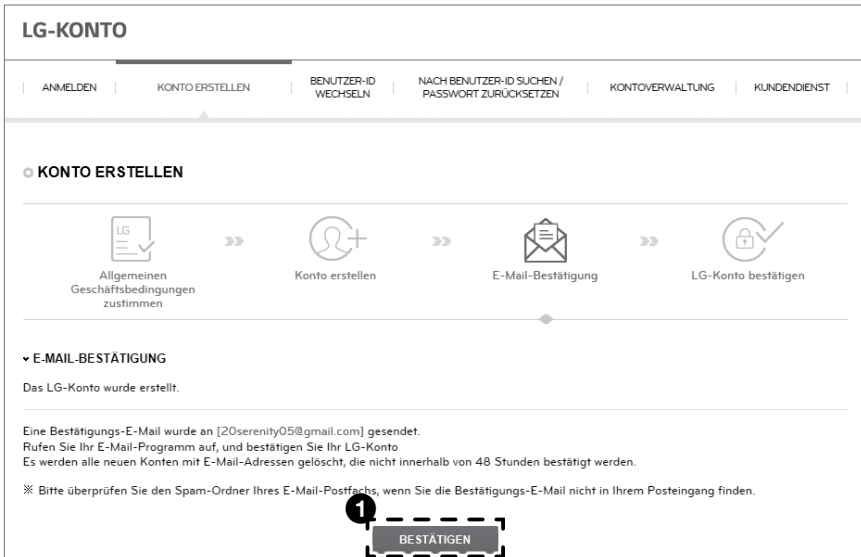 LG-KONTO
ANMELDEN
KONTO ERSTELLEN
BENUTZER-ID
WECHSELN
NACH BENUTZER-ID SUCHEN /
PASSWORT ZURÜCKSETZEN
KONTOVERWALTUNG
KUNDENDIENST
KONTO ERSTELLEN
LG
Allgemeinen
Geschäftsbedingungen
zustimmen
Konto erstellen
E-Mail-Bestätigung
LG-Konto bestätigen
E-MAIL-BESTÄTIGUNG
Das LG-Konto wurde erstellt.
Eine Bestätigungs-E-Mail wurde an [20serenity05@gmail.com] gesendet.
Rufen Sie Ihr E-Mail-Programm auf, und bestätigen Sie Ihr LG-Konto
Es werden alle neuen Konten mit E-Mail-Adressen gelöscht, die nicht innerhalb von 48 Stunden bestätigt werden.
※ Bitte überprüfen Sie den Spam-Ordner Ihres E-Mail-Postfachs, wenn Sie die Bestätigungs-E-Mail nicht in Ihrem Posteingang finden.
1
BESTÄTIGEN